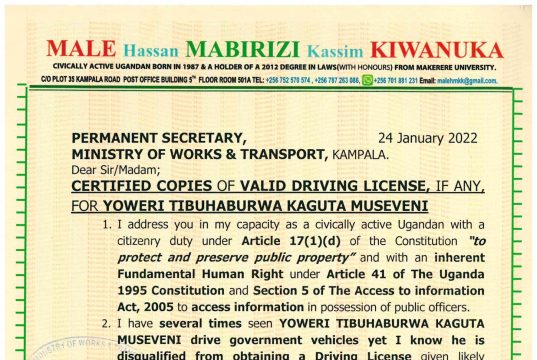 MALE Hassan MABIRIZI Kassim KIWANUKA
CIVICALLY ACTIVE UGANDAN BORN IN 1987 & A HOLDER OF A 2012 DEGREE IN LAWS(WITH HONOURS) FROM MAKERERE UNIVERSITY.
C/O PLOT 35 KAMPALA ROAD POST OFFICE BUILDING 5TH FLOOR ROOM 501A TEL: +256 752 570 574 , +256 787 263 086, +256 701 881 231 Email: malehmkk@gmail.com.
PERMANENT SECRETARY, 24 January 2022
MINISTRY OF WORKS & TRANSPORT, KAMPALA.
Dear Sir/Madam;
CERTIFIED COPIES OF VALID DRIVING LICENSE, IF ANY,
FOR YOWERI TIBUHABURWA KAGUTA MUSEVENI
1. I address you in my capacity as a civically active Ugandan with a
citizenry duty under Article 17(1)(d) of the Constitution "to
protect and preserve public property" and with an inherent
Fundamental Human Right under Article 41 of The Uganda
1995 Constitution and Section 5 of The Access to information
Act, 2005 to access information in possession of public officers.
2. I have several times seen YOWERI TIBUHABURWA KAGUTA
MUSEVENI drive government vehicles yet I know he is
disqualified from obtaining a Driving License given likely
MINISTRY OF WORKS &